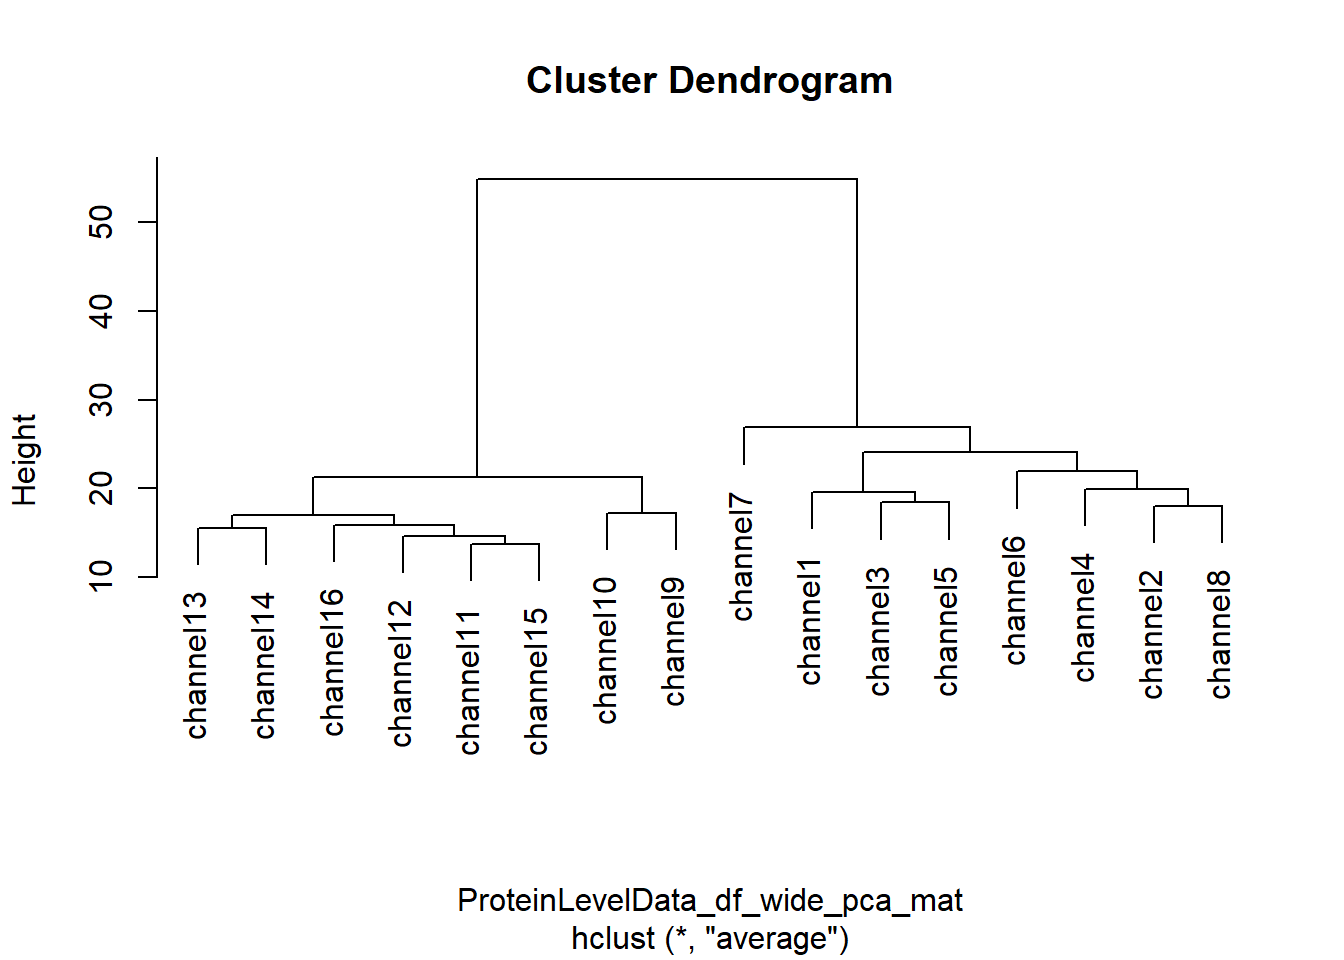 Cluster Dendrogram
Height
50
40
30
20
10
channel13
channel14
channel16
channel12
channel11
channel15
channel10
channel9
channel7
channel1
channel3
channel5
channel6
channel4
channel2
channel8
ProteinLevelData_df_wide_pca_mat
hclust (*, "average")